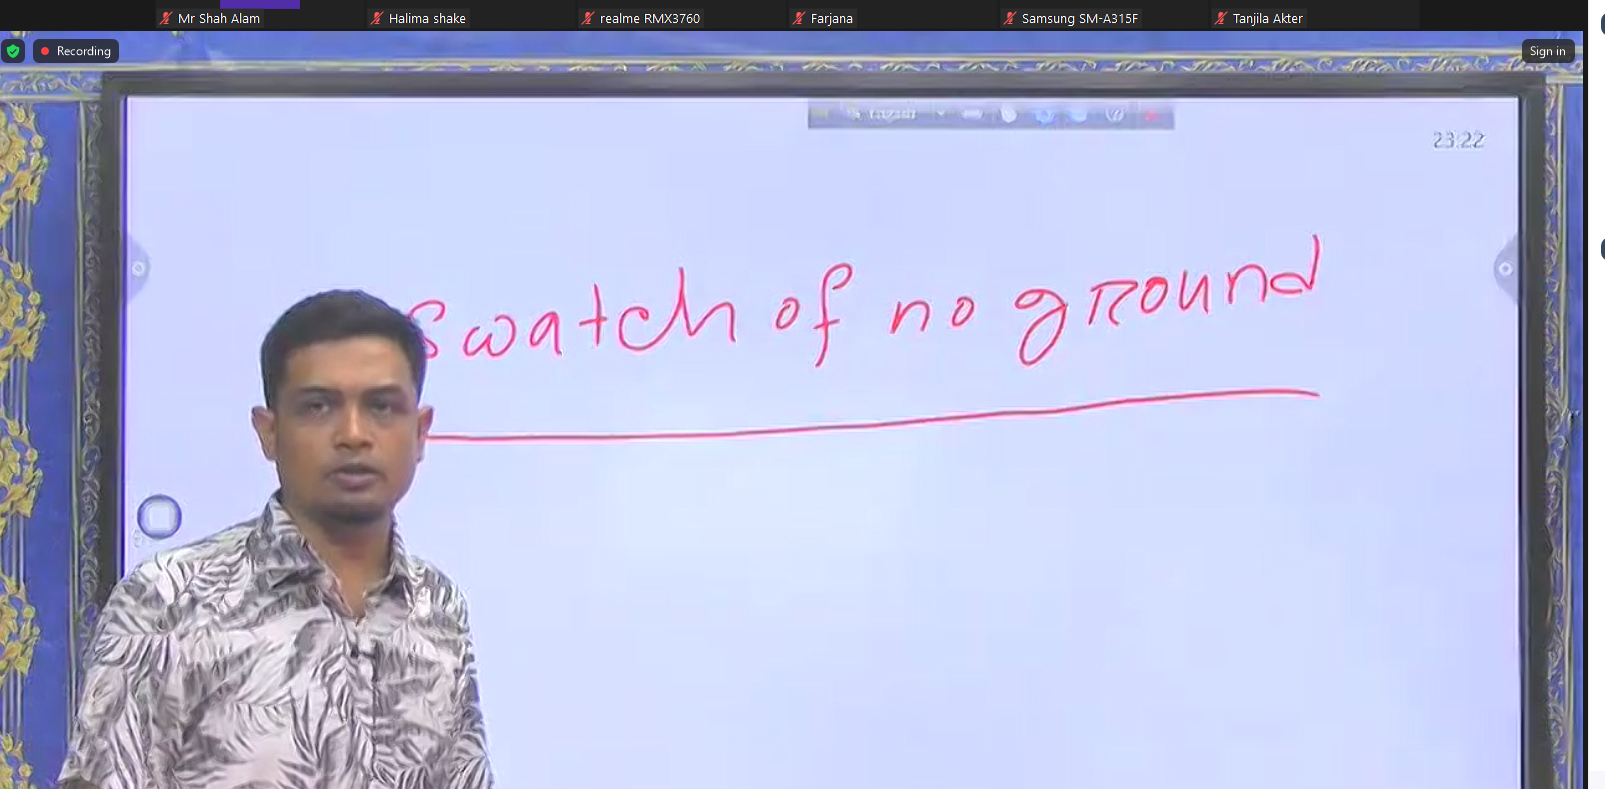 Mr Shah Alam
Halima shake
realme RMX3760
Farjana
Samsung SM-A315F
Tanjila Akter
Recording
Sign in
23:22
Swatch of no ground